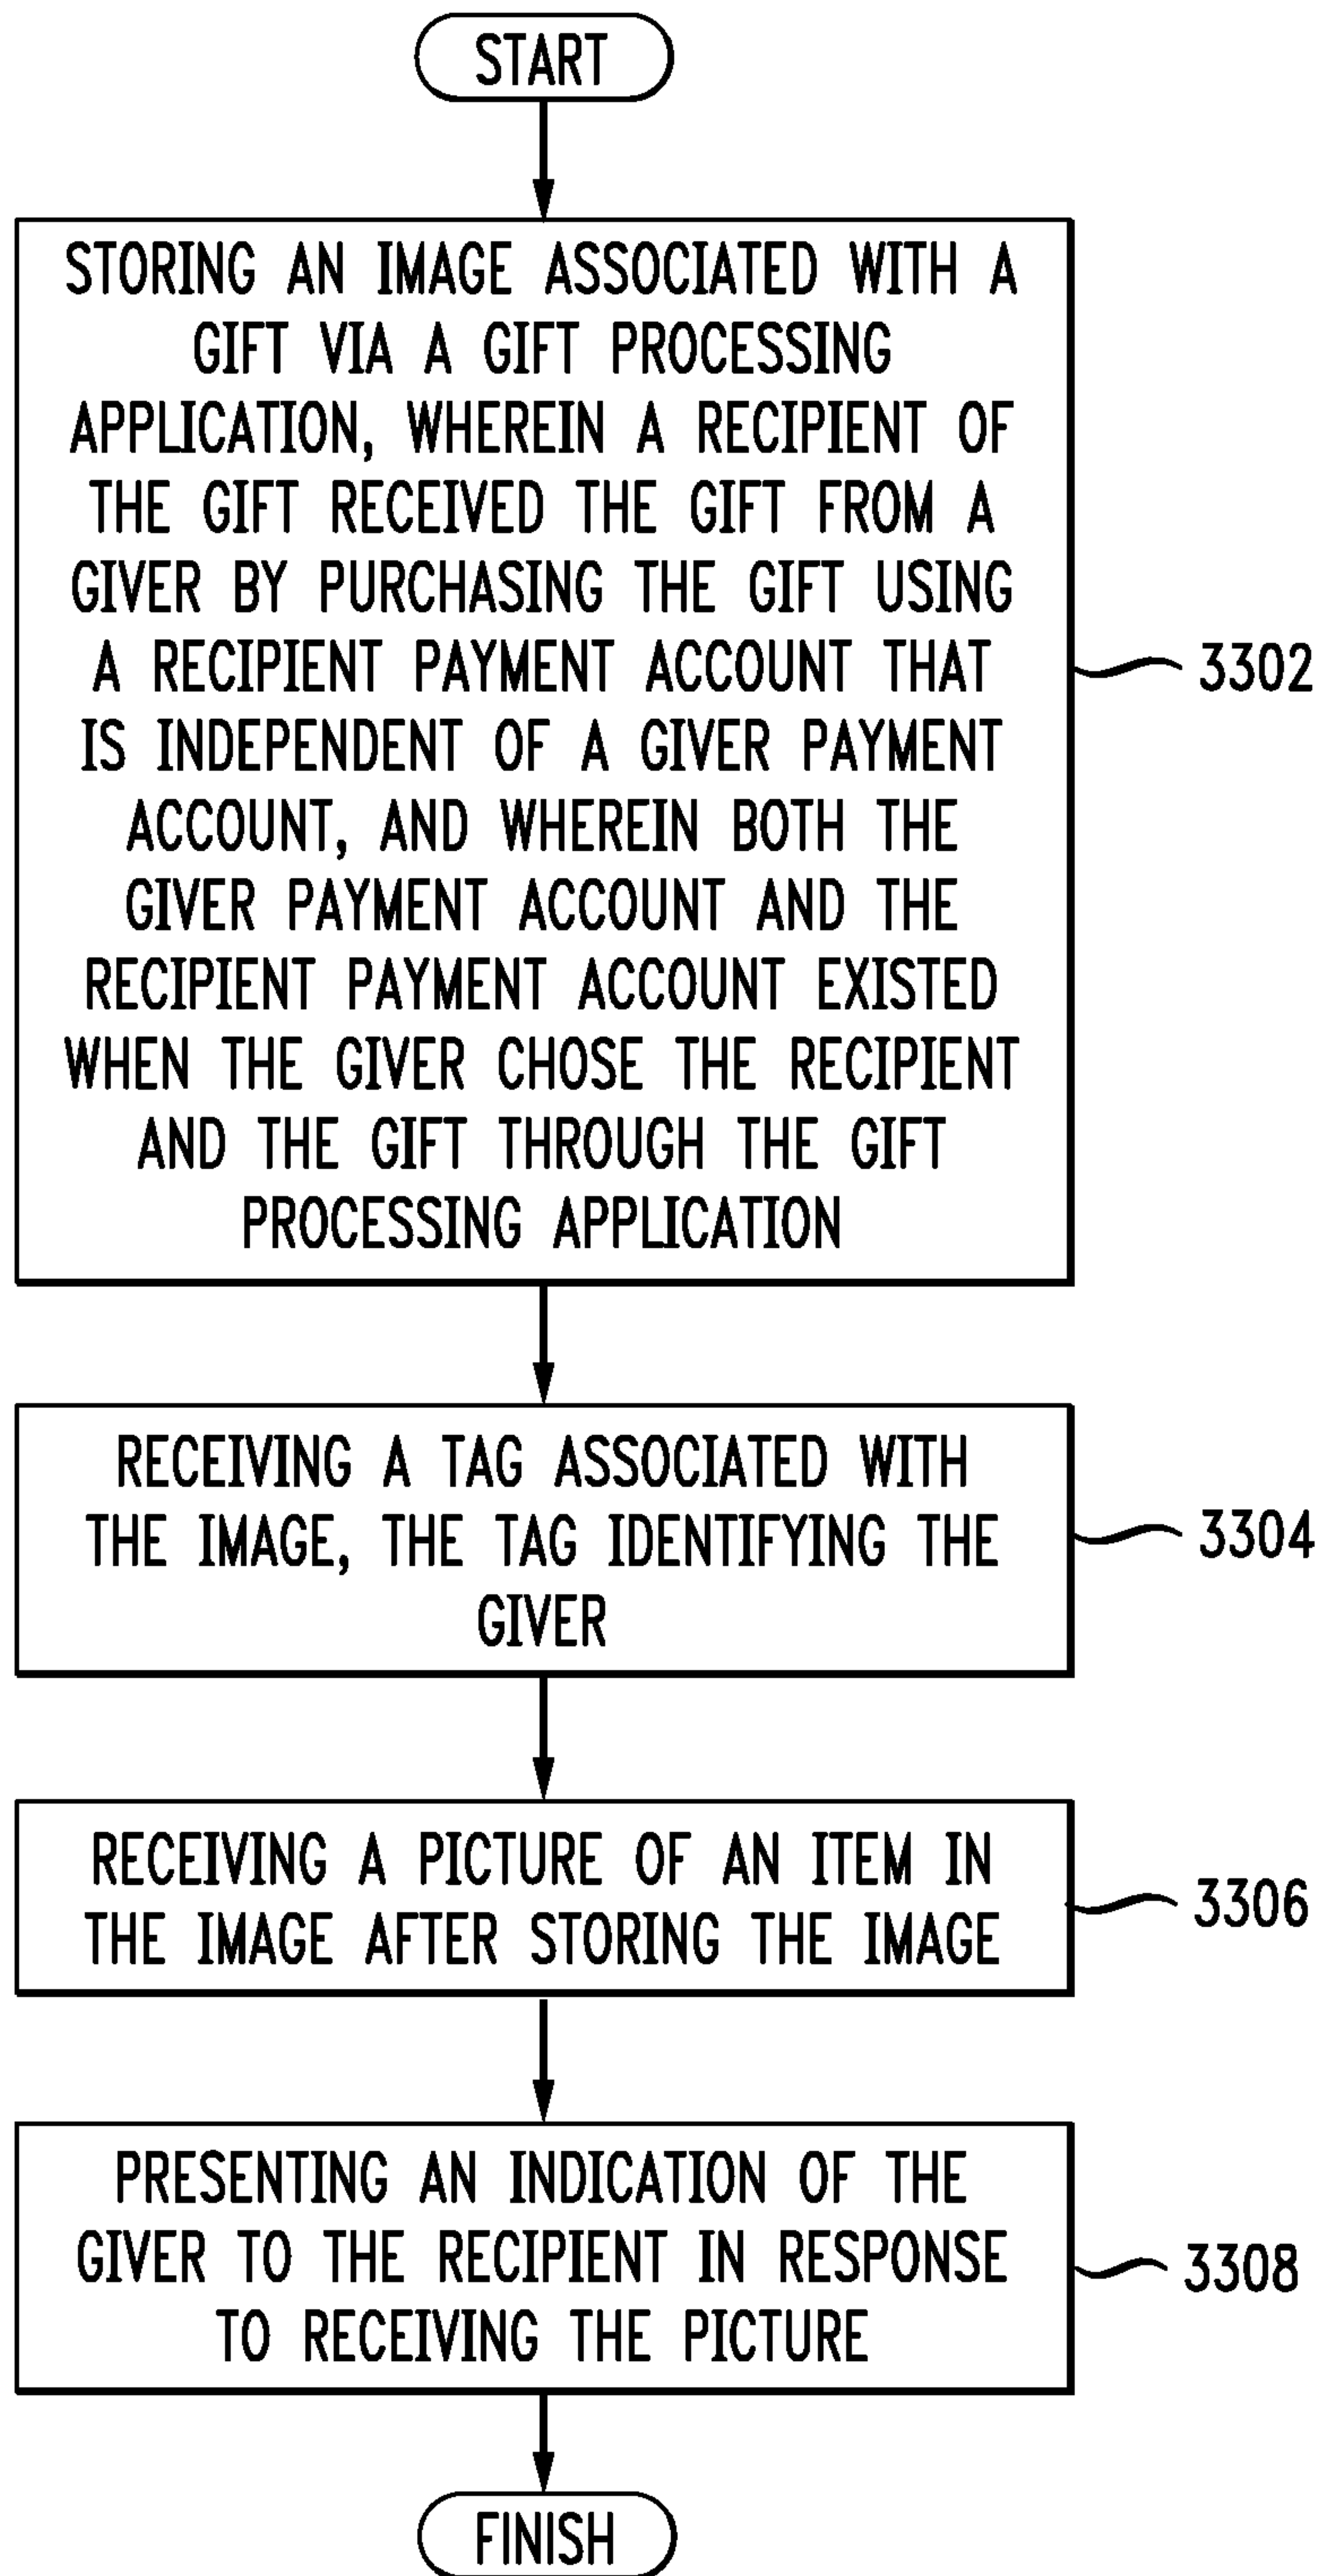 START
STORING AN IMAGE ASSOCIATED WITH A
GIFT VIA A GIFT PROCESSING
APPLICATION, WHEREIN A RECIPIENT OF
THE GIFT RECEIVED THE GIFT FROM A
GIVER BY PURCHASING THE GIFT USING
A RECIPIENT PAYMENT ACCOUNT THAT
IS INDEPENDENT OF A GIVER PAYMENT
ACCOUNT, AND WHEREIN BOTH THE
GIVER PAYMENT ACCOUNT AND THE
RECIPIENT PAYMENT ACCOUNT EXISTED
WHEN THE GIVER CHOSE THE RECIPIENT
AND THE GIFT THROUGH THE GIFT
PROCESSING APPLICATION
3302
RECEIVING A TAG ASSOCIATED WITH
THE IMAGE, THE TAG IDENTIFYING THE
GIVER
3304
RECEIVING A PICTURE OF AN ITEM IN
THE IMAGE AFTER STORING THE IMAGE
3306
PRESENTING AN INDICATION OF THE
GIVER TO THE RECIPIENT IN RESPONSE
TO RECEIVING THE PICTURE
3308
FINISH